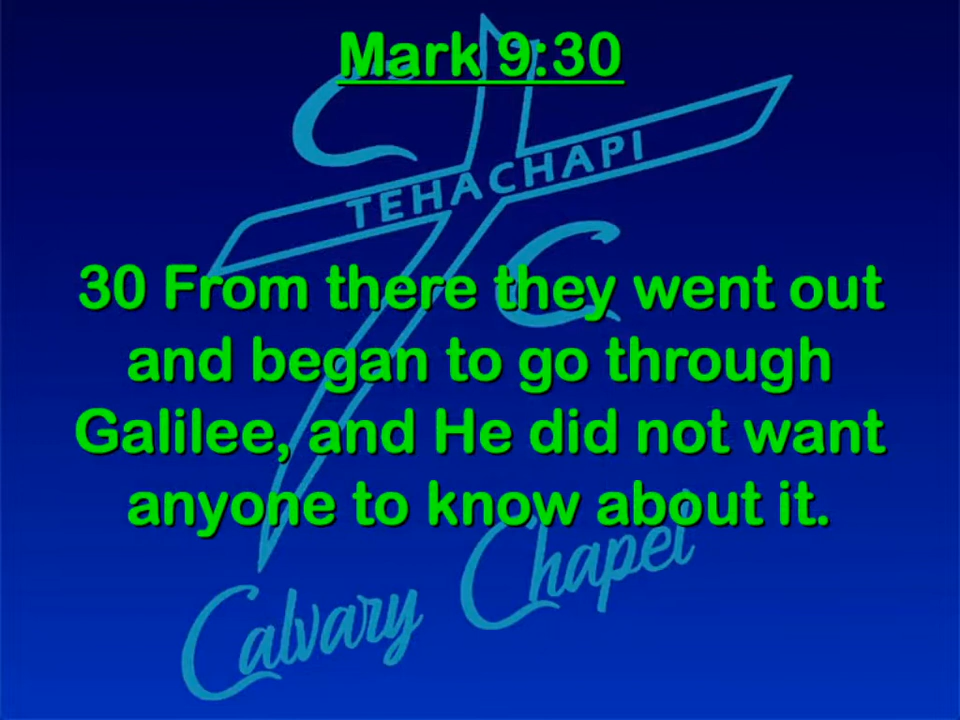 Mark 9:30
C
TEHACHAPI
C
30 From there they went out
and began to go through
Galilee, and He did not want
anyone to know about it.
Calvary Chapel